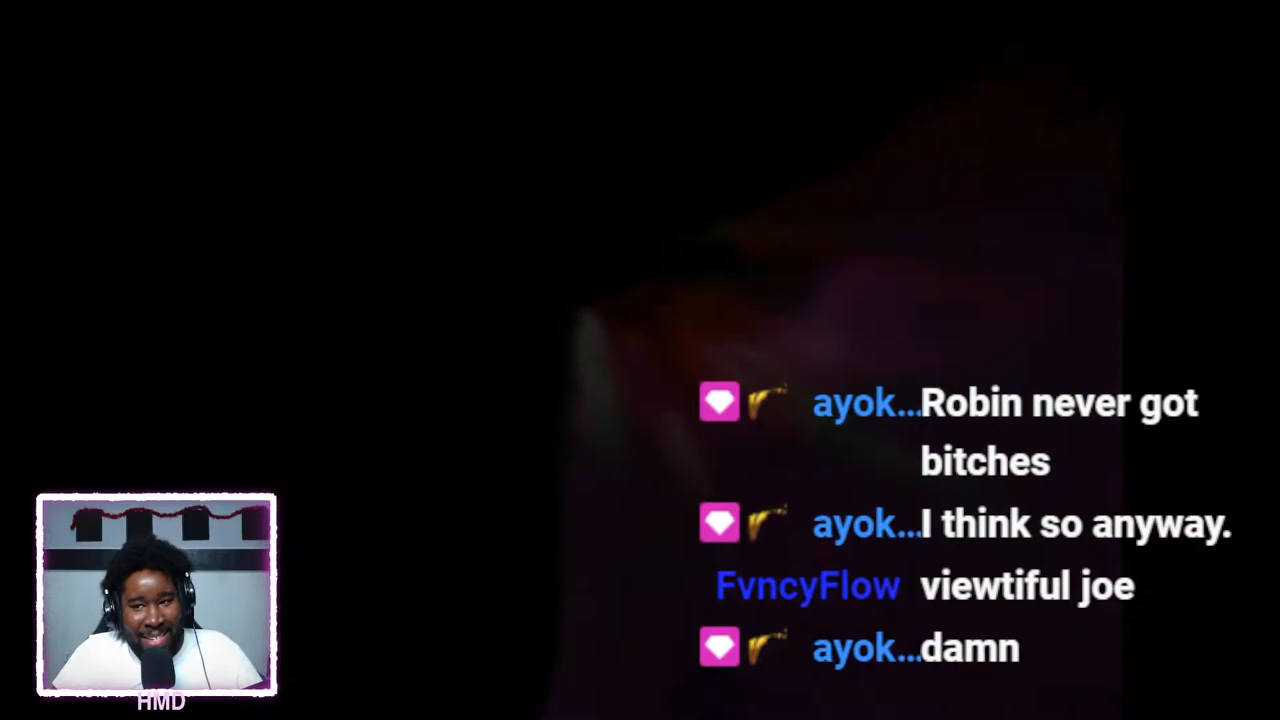 ayok...Robin never got
bitches
ayok...I think so anyway.
FvncyFlow viewtiful joe
ayok...damn
HMD